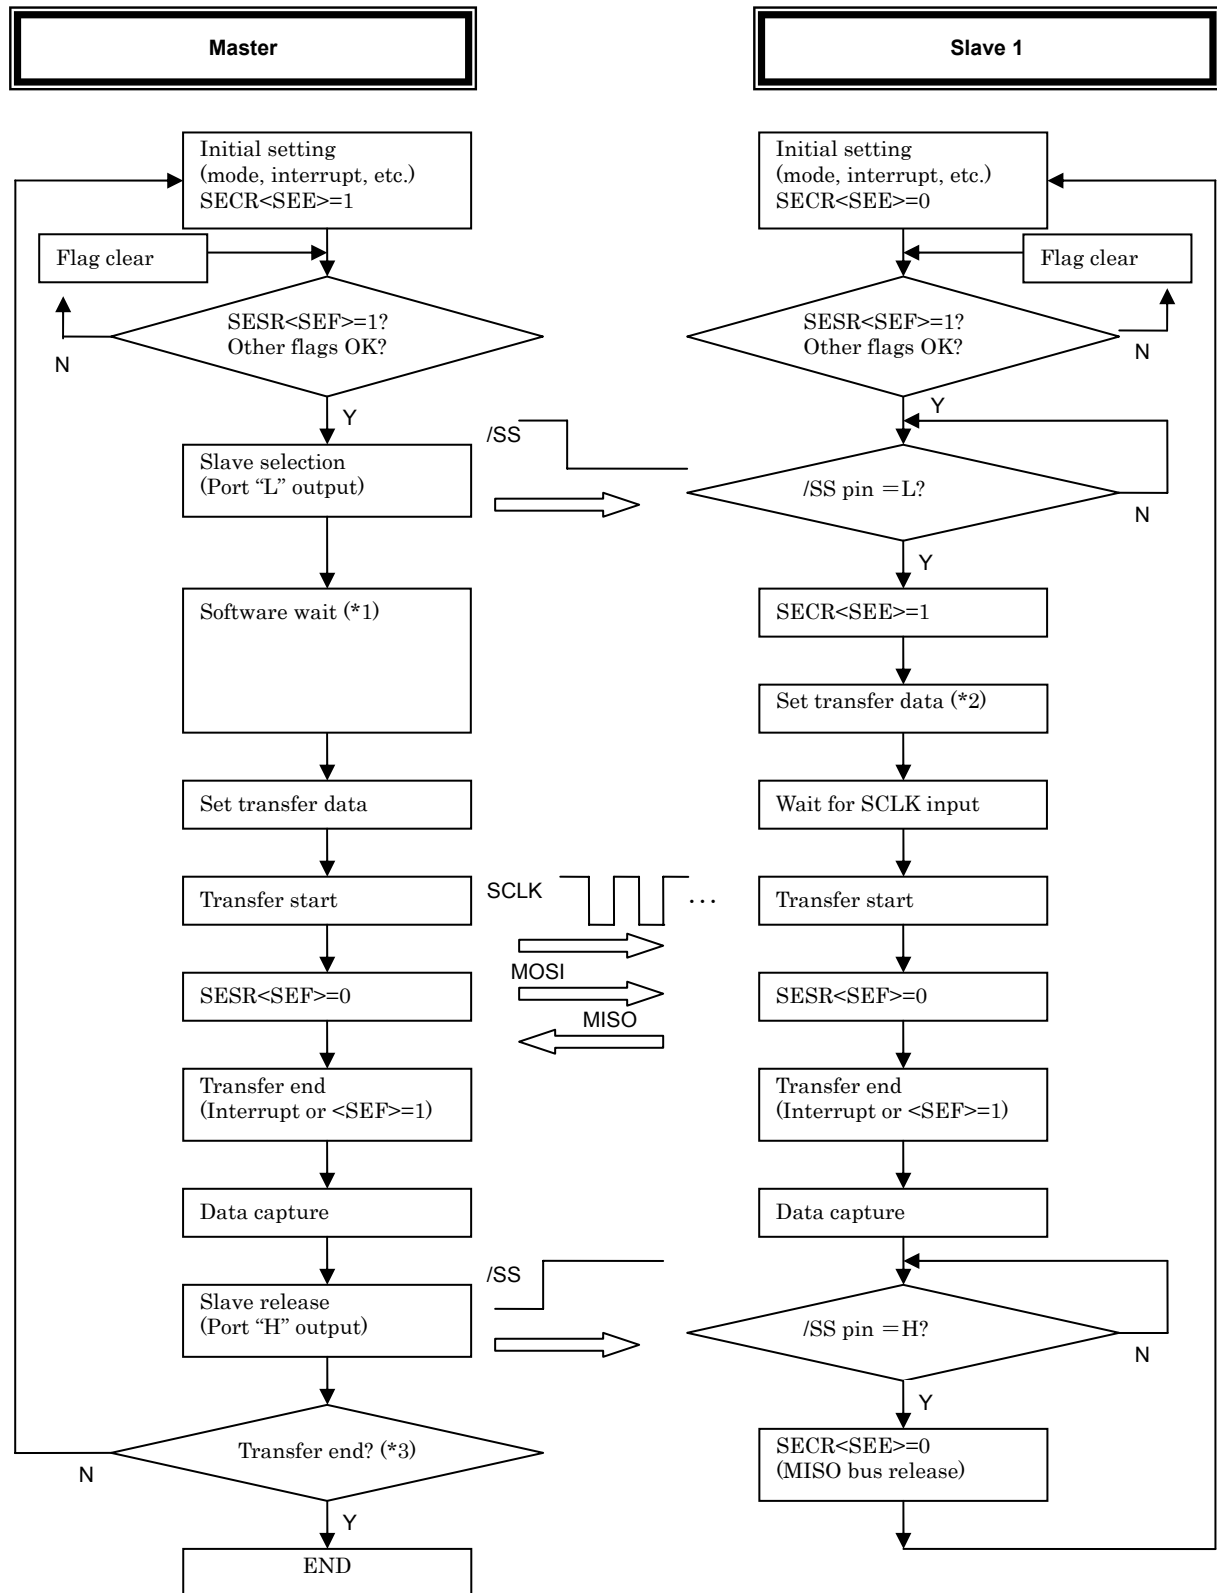 Master
Slave 1
Initial setting
(mode, interrupt, etc.)
SECR<SEE>=1
Initial setting
(mode, interrupt, etc.)
SECR<SEE>=0
Flag clear
Flag clear
SESR<SEF>=1?
Other flags OK?
N
Y
SESR<SEF>=1?
Other flags OK?
N
Y
Slave selection
(Port “L” output)
/SS
/SS pin =L?
N
Y
Software wait (*1)
SECR<SEE>=1
Set transfer data (*2)
Set transfer data
Wait for SCLK input
Transfer start
SCLK
...
Transfer start
MOSI
SESR<SEF>=0
MISO
SESR<SEF>=0
Transfer end
(Interrupt or <SEF>=1)
Transfer end
(Interrupt or <SEF>=1)
Data capture
Data capture
/SS
Slave release
(Port “H” output)
/SS pin =H?
N
Y
Transfer end? (*3)
N
Y
SECR<SEE>=0
(MISO bus release)
END